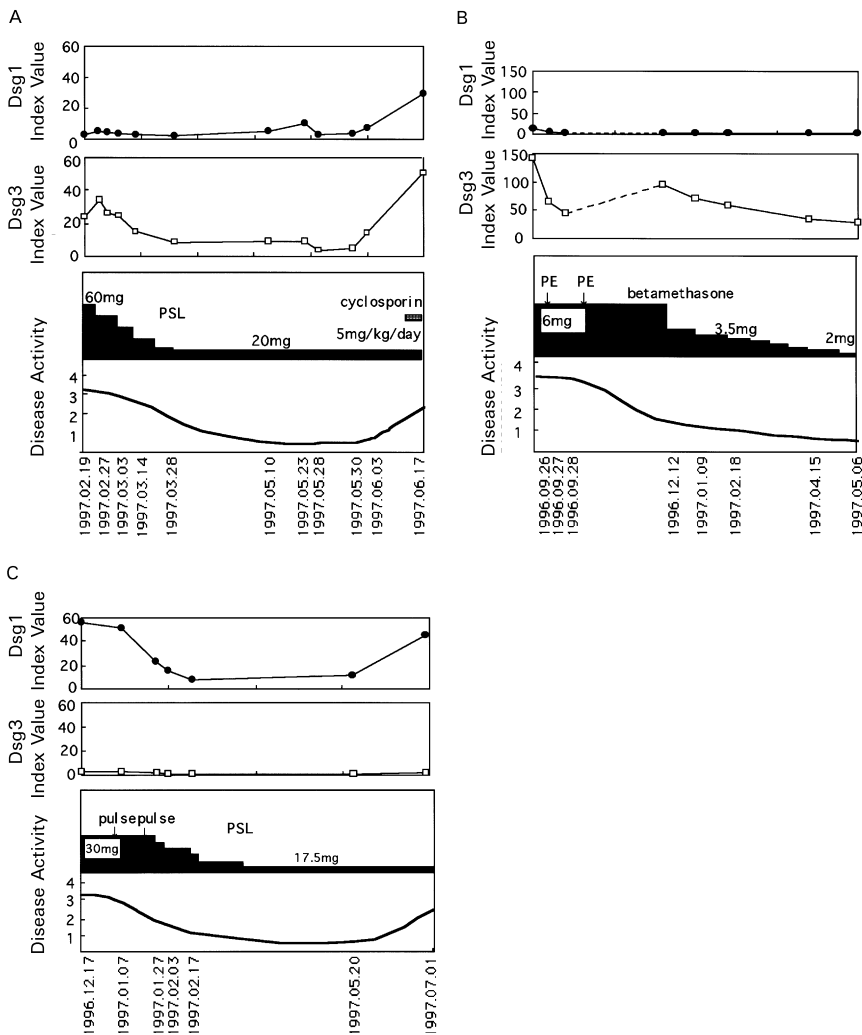 A
Dsg1
Index Value
60
40
20
0
Dsg3
Index Value
60
40
20
0
Disease Activity
60mg
PSL
cyclosporin
5mg/kg/day
20mg
4
3
2
1
1997.02.19
1997.02.27
1997.03.03
1997.03.14
1997.03.28
1997.05.10
1997.05.23
1997.05.28
1997.05.30
1997.06.03
1997.06.17
B
Dsg1
Index Value
150
100
50
0
Dsg3
Index Value
150
100
50
0
Disease Activity
PE PE
betamethasone
6mg
3.5mg
2mg
4
3
2
1
1996.09.26
1996.09.27
1996.09.28
1996.12.12
1997.01.09
1997.02.18
1997.04.15
1997.05.06
C
Dsg1
Index Value
60
40
20
0
Dsg3
Index Value
60
40
20
0
Disease Activity
pulse pulse
PSL
30mg
17.5mg
4
3
2
1
1996.12.17
1997.01.07
1997.01.27
1997.02.03
1997.02.17
1997.05.20
1997.07.01